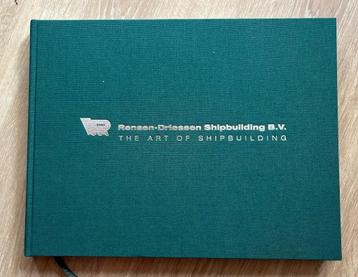 Rensen-Driessen Shipbuilding B.V.
THE ART OF SHIPBUILDING